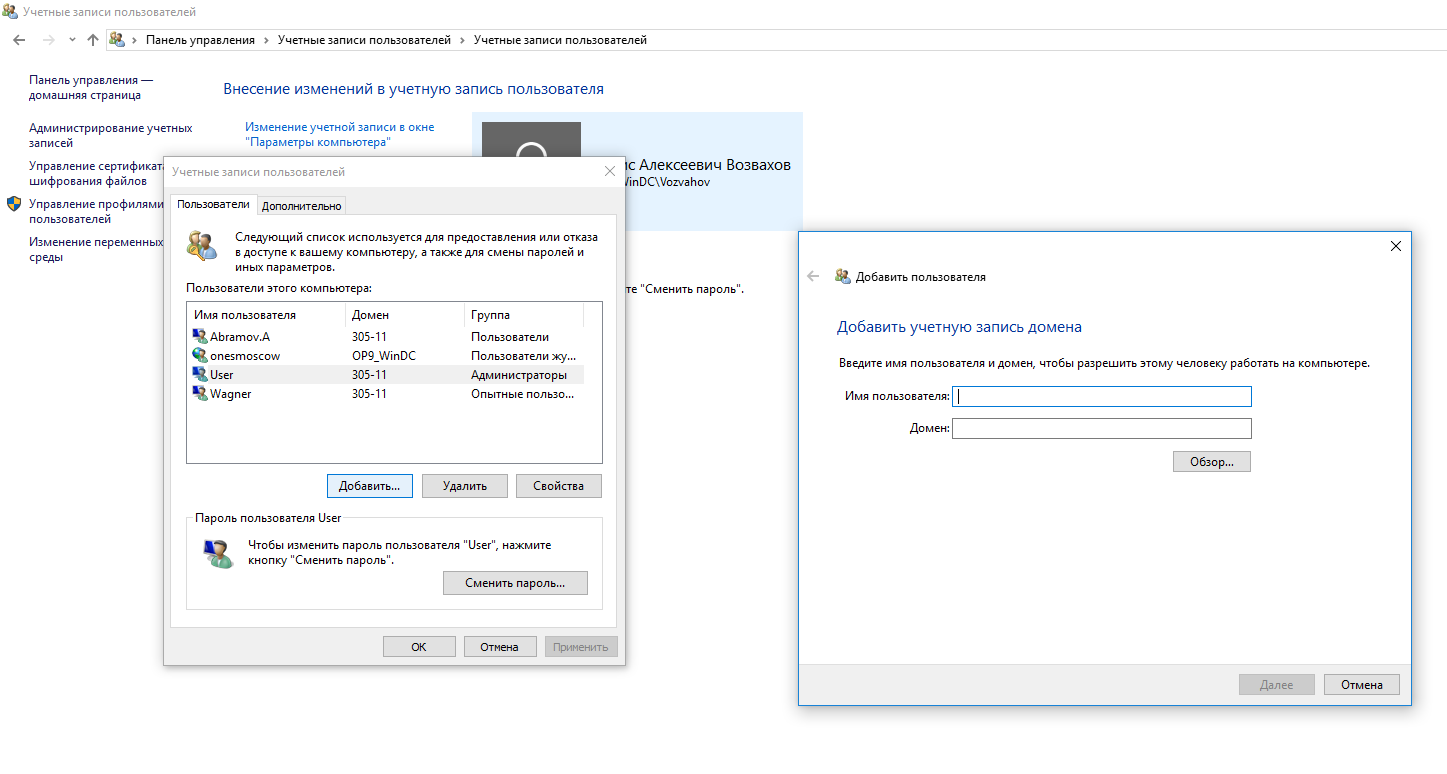 Учетные записи пользователей
Панель управления › Учетные записи пользователей › Учетные записи пользователей
Панель управления —
домашняя страница
Администрирование учетных
записей
Управление
шифрования файлов
Управление профилями
пользователей
Изменение переменных
среды
Внесение изменений в учетную запись пользователя
Изменение учетной записи в окне
"Параметры компьютера"
Алексеевич Возвахов
\Vozvahov
"Сменить пароль".
Учетные записи пользователей
Пользователи
Дополнительно
Следующий список используется для предоставления или отказа
в доступе к вашему компьютеру, а также для смены паролей и
иных параметров.
Пользователи этого компьютера:
Имя пользователя Домен Группа
Abramov.A 305-11 Пользователи
onesmoscow OP9_WinDC Пользователи жу...
User 305-11 Администраторы
Wagner 305-11 Опытные пользо...
Добавить... Удалить Свойства
Пароль пользователя User
Чтобы изменить пароль пользователя "User", нажмите
кнопку "Сменить пароль".
Сменить пароль...
ОК Отмена Применить
Добавить пользователя
Добавить учетную запись домена
Введите имя пользователя и домен, чтобы разрешить этому человеку работать на компьютере.
Имя пользователя:
Домен:
Обзор...
Далее Отмена